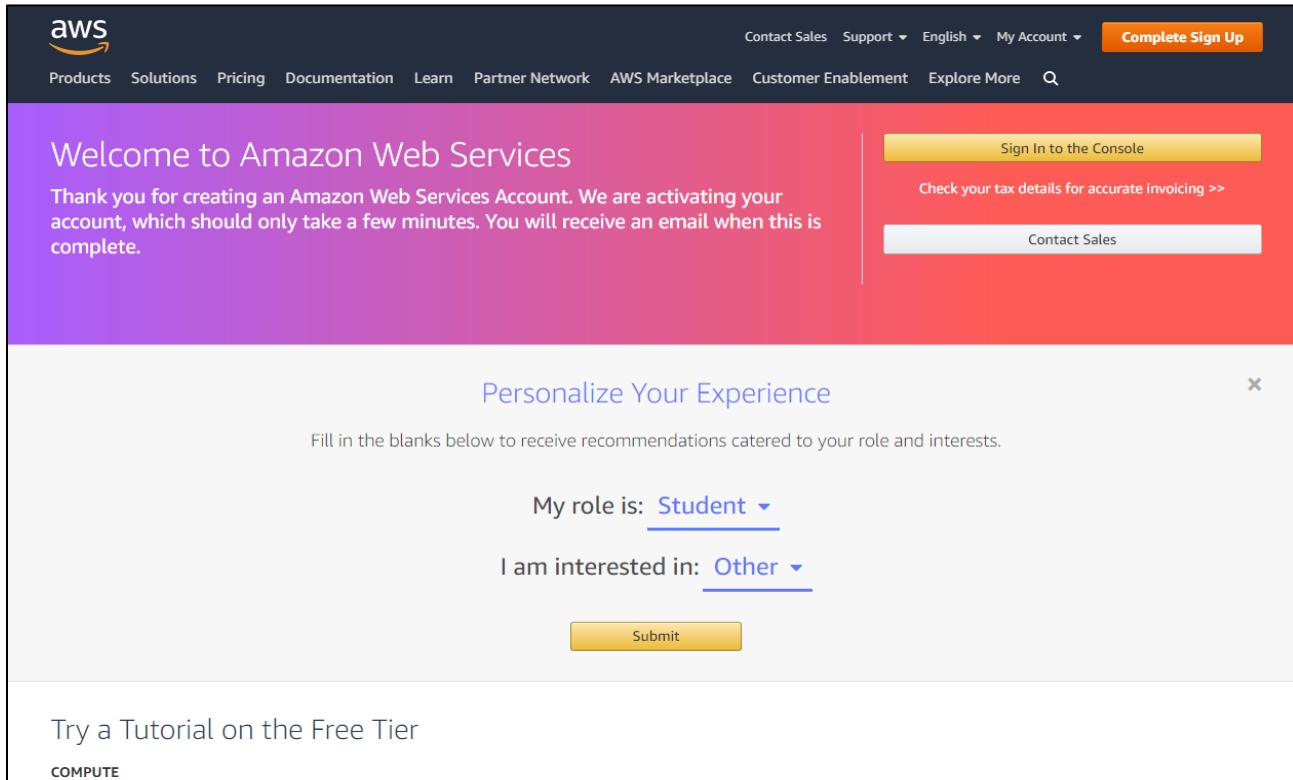 aws
Contact Sales Support English My Account Complete Sign Up
Products Solutions Pricing Documentation Learn Partner Network AWS Marketplace Customer Enablement Explore More
Welcome to Amazon Web Services
Thank you for creating an Amazon Web Services Account. We are activating your
account, which should only take a few minutes. You will receive an email when this is
complete.
Sign In to the Console
Check your tax details for accurate invoicing >>
Contact Sales
Personalize Your Experience
Fill in the blanks below to receive recommendations catered to your role and interests.
My role is: Student
I am interested in: Other
Submit
Try a Tutorial on the Free Tier
COMPUTE